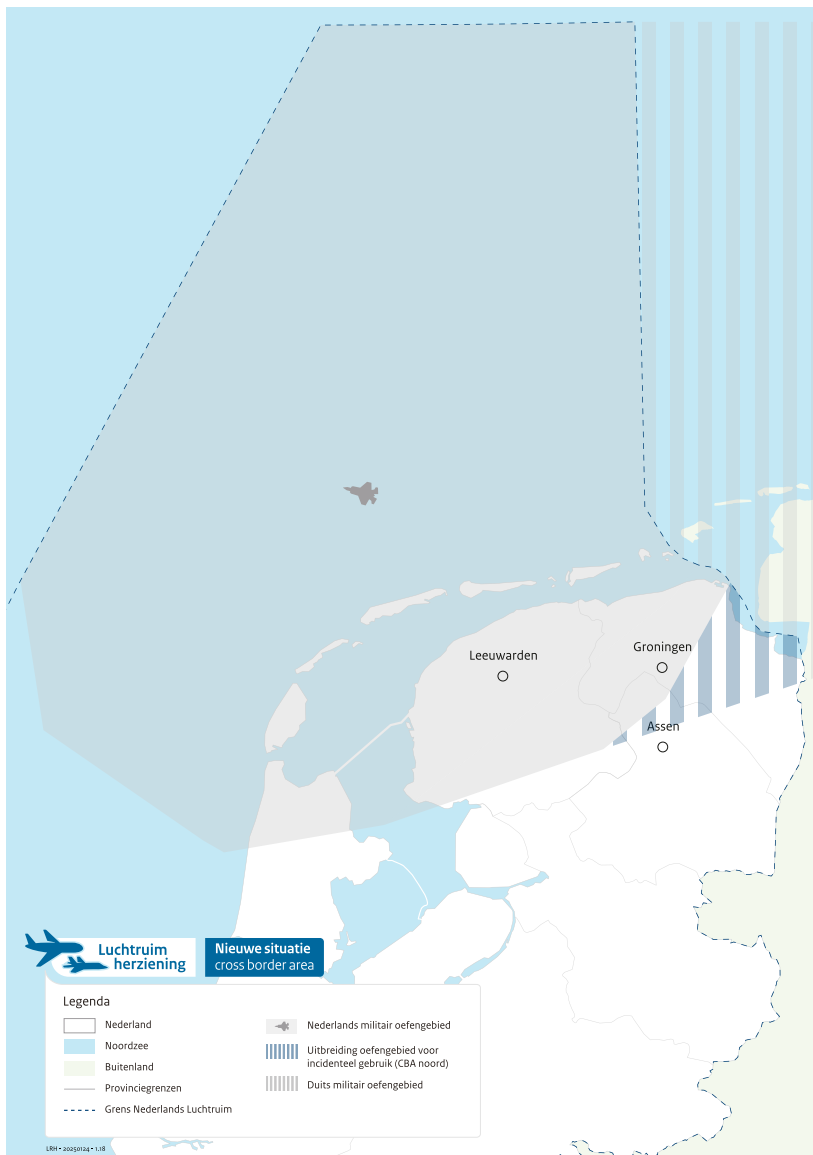 Leeuwarden
Groningen
Assen
Luchtruim
herziening
Nieuwe situatie
cross border area
Legenda
Nederland
Noordzee
Buitenland
Provinciegrenzen
Grens Nederlands Luchtruim
Nederlands militair oefengebied
Uitbreiding oefengebied voor
incidenteel gebruik (CBA noord)
Duits militair oefengebied
LRH • 20250124 • 1.18